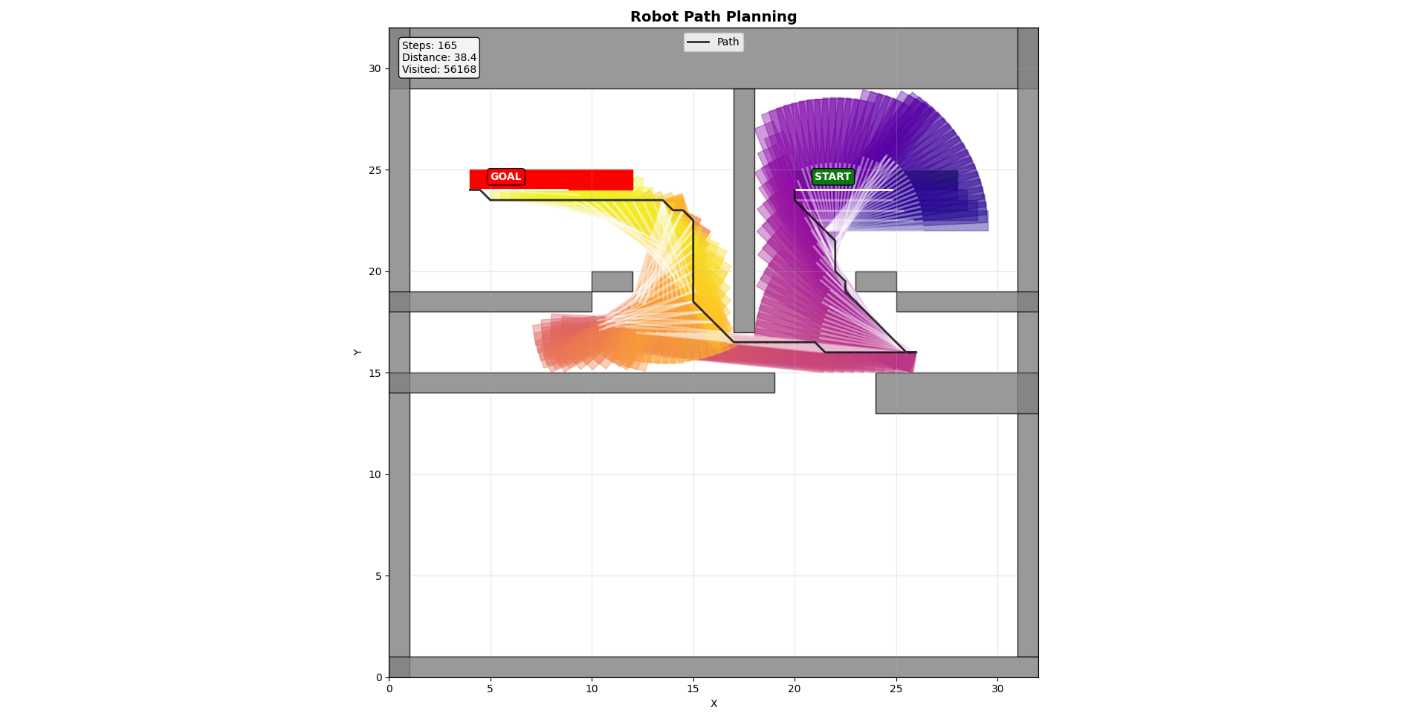 Robot Path Planning
Steps: 165
Distance: 38.4
Visited: 56168
Path
GOAL
START
Y
30
25
20
15
10
5
0
0 5 10 15 20 25 30
X